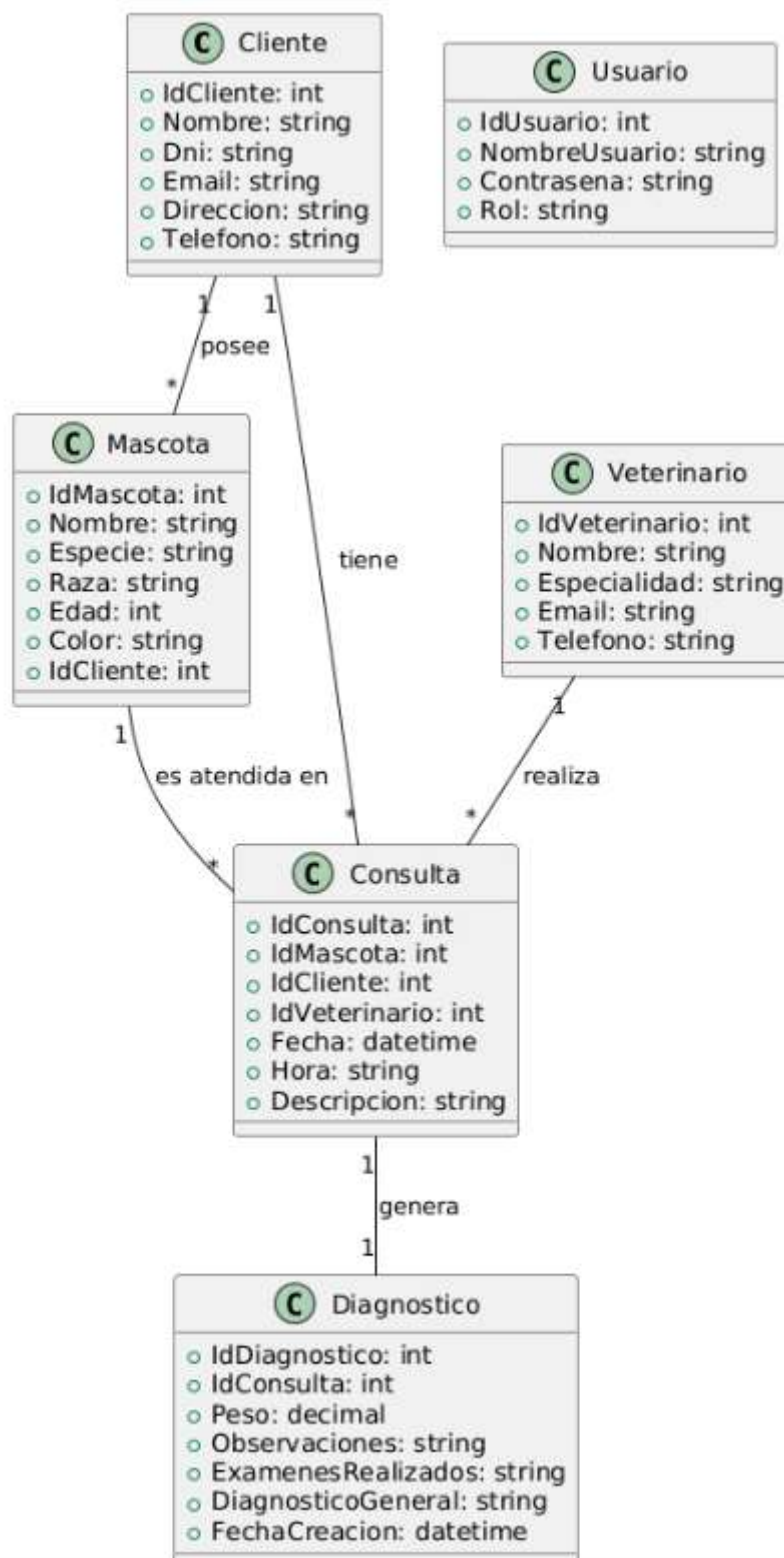 C Cliente
IdCliente: int
Nombre: string
Dni: string
Email: string
Direccion: string
Telefono: string
C Usuario
IdUsuario: int
NombreUsuario: string
Contrasena: string
Rol: string
1
1
posee
*
C Mascota
IdMascota: int
Nombre: string
Especie: string
Raza: string
Edad: int
Color: string
IdCliente: int
C Veterinario
IdVeterinario: int
Nombre: string
Especialidad: string
Email: string
Telefono: string
tiene
1
es atendida en
*
*
1
realiza
*
C Consulta
IdConsulta: int
IdMascota: int
IdCliente: int
IdVeterinario: int
Fecha: datetime
Hora: string
Descripcion: string
1
genera
1
C Diagnostico
IdDiagnostico: int
IdConsulta: int
Peso: decimal
Observaciones: string
ExamenesRealizados: string
DiagnosticoGeneral: string
FechaCreacion: datetime